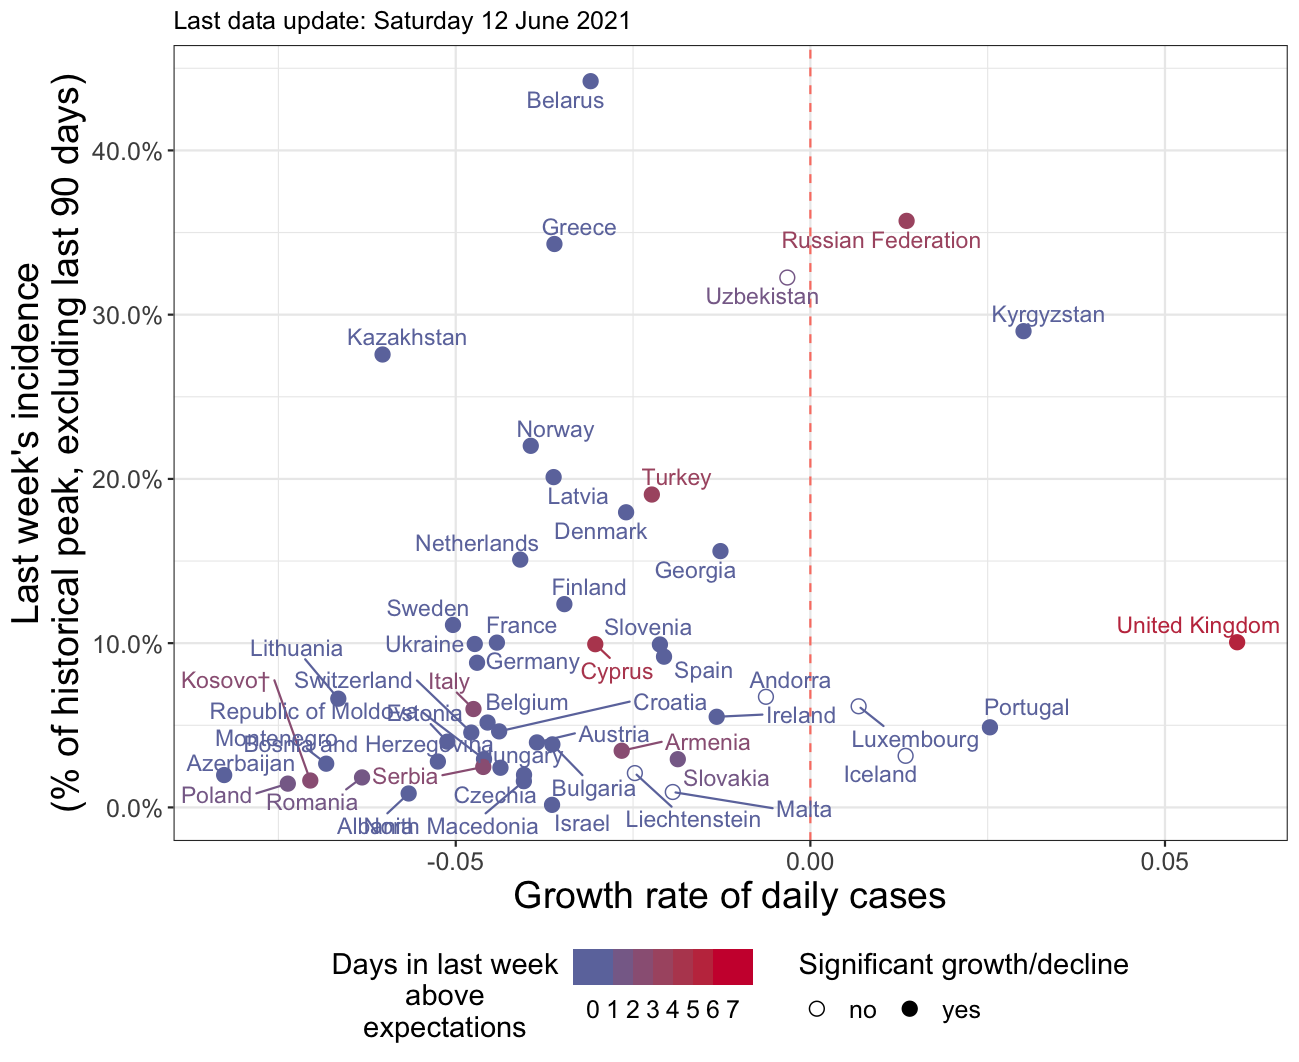 Last data update: Saturday 12 June 2021
Last week's incidence
(% of historical peak, excluding last 90 days)
40.0%
30.0%
20.0%
10.0%
0.0%
Belarus
Greece
Russian Federation
Uzbekistan
Kyrgyzstan
Kazakhstan
Norway
Turkey
Latvia
Denmark
Netherlands
Georgia
Finland
Sweden
France
Slovenia
United Kingdom
Ukraine
Lithuania
Germany
Cyprus
Spain
Kosovo†
Switzerland
Italy
Andorra
Belgium
Croatia
Portugal
Republic of Moldova
Estonia
Ireland
Austria
Luxembourg
Montenegro
Bosnia and Herzegovina
Hungary
Armenia
Azerbaijan
Serbia
Slovakia
Iceland
Poland
Romania
Czechia
Bulgaria
Malta
Albania
North Macedonia
Israel
Liechtenstein
-0.05
0.00
0.05
Growth rate of daily cases
Days in last week
above
expectations
0 1 2 3 4 5 6 7
Significant growth/decline
no
yes